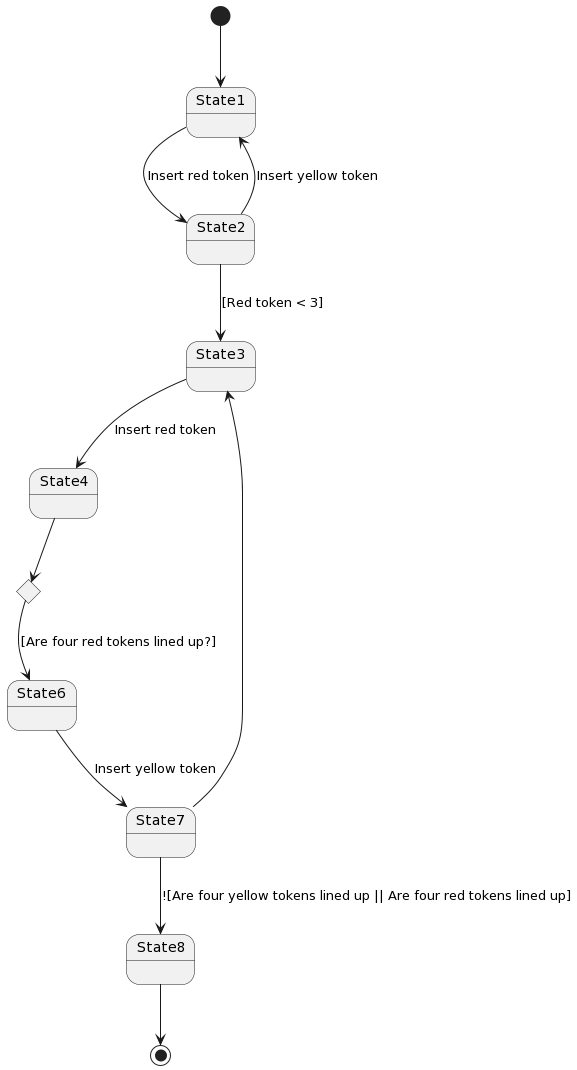 State1
Insert red token
Insert yellow token
State2
[Red token < 3]
State3
Insert red token
State4
[Are four red tokens lined up?]
State6
Insert yellow token
State7
![Are four yellow tokens lined up || Are four red tokens lined up]
State8